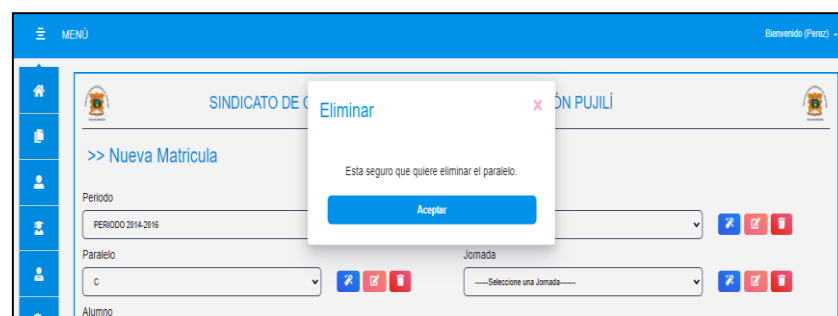 MENÚ
Bienvenido (Perez)
SINDICATO DE C
ÓN PUJILÍ
Eliminar
X
>> Nueva Matricula
Esta seguro que quiere eliminar el paralelo.
Aceptar
Periodo
PERIODO 2014-2016
Paralelo
Jornada
C
-----Seleccione una Jornada------
Alumno